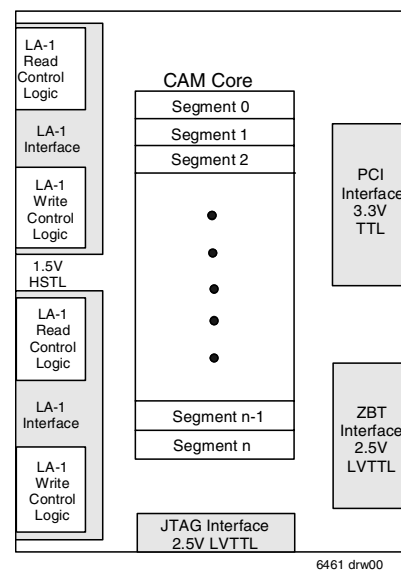 LA-1
Read
Control
Logic
LA-1
Interface
LA-1
Write
Control
Logic
1.5V
HSTL
LA-1
Read
Control
Logic
LA-1
Interface
LA-1
Write
Control
Logic
CAM Core
Segment 0
Segment 1
Segment 2
Segment n-1
Segment n
JTAG Interface
2.5V LVTTL
PCI
Interface
3.3V
TTL
ZBT
Interface
2.5V
LVTTL
6461 drw00